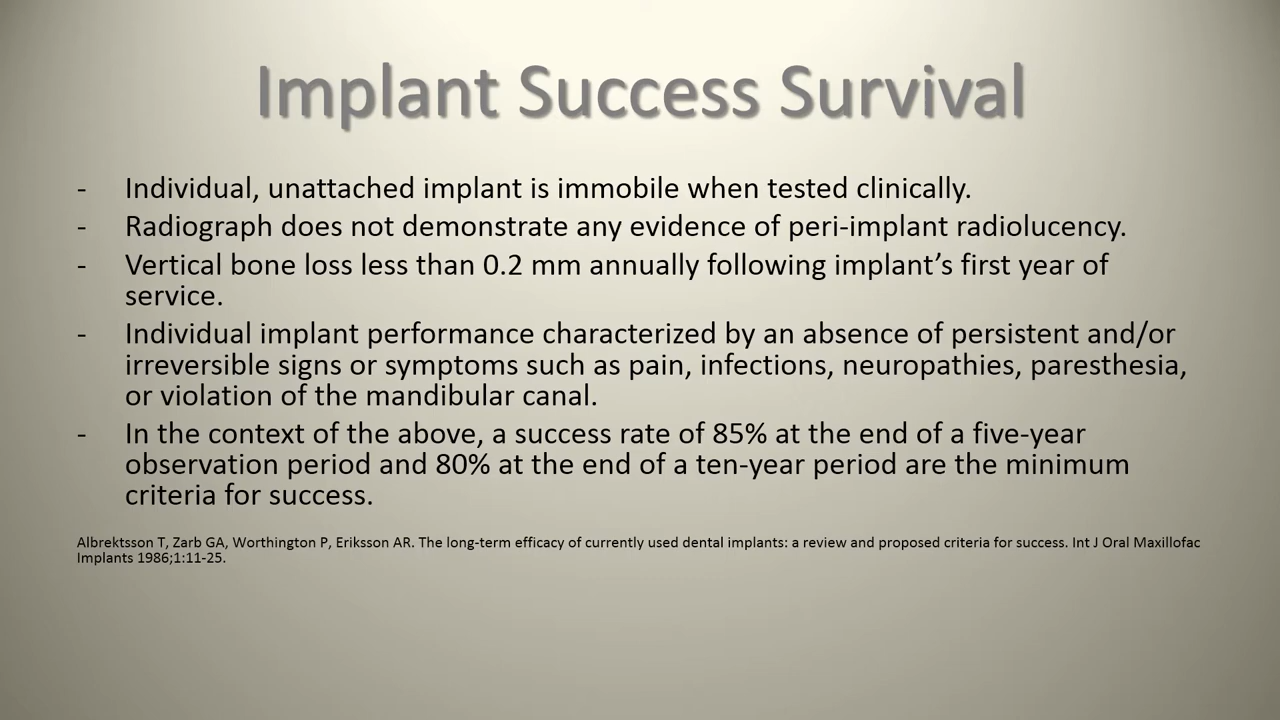 Implant Success Survival
- Individual, unattached implant is immobile when tested clinically.
- Radiograph does not demonstrate any evidence of peri-implant radiolucency.
- Vertical bone loss less than 0.2 mm annually following implant’s first year of
service.
- Individual implant performance characterized by an absence of persistent and/or
irreversible signs or symptoms such as pain, infections, neuropathies, paresthesia,
or violation of the mandibular canal.
- In the context of the above, a success rate of 85% at the end of a five-year
observation period and 80% at the end of a ten-year period are the minimum
criteria for success.
Albrektsson T, Zarb GA, Worthington P, Eriksson AR. The long-term efficacy of currently used dental implants: a review and proposed criteria for success. Int J Oral Maxillofac
Implants 1986;1:11-25.